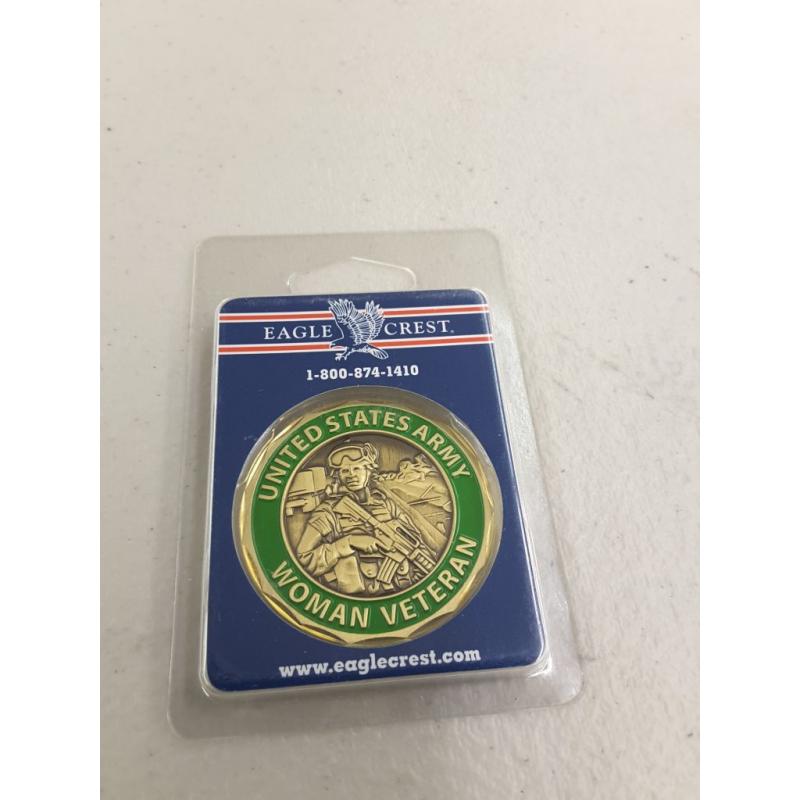 EAGLE CREST®
1-800-874-1410
UNITED STATES ARMY
WOMAN VETERAN
www.eaglecrest.com